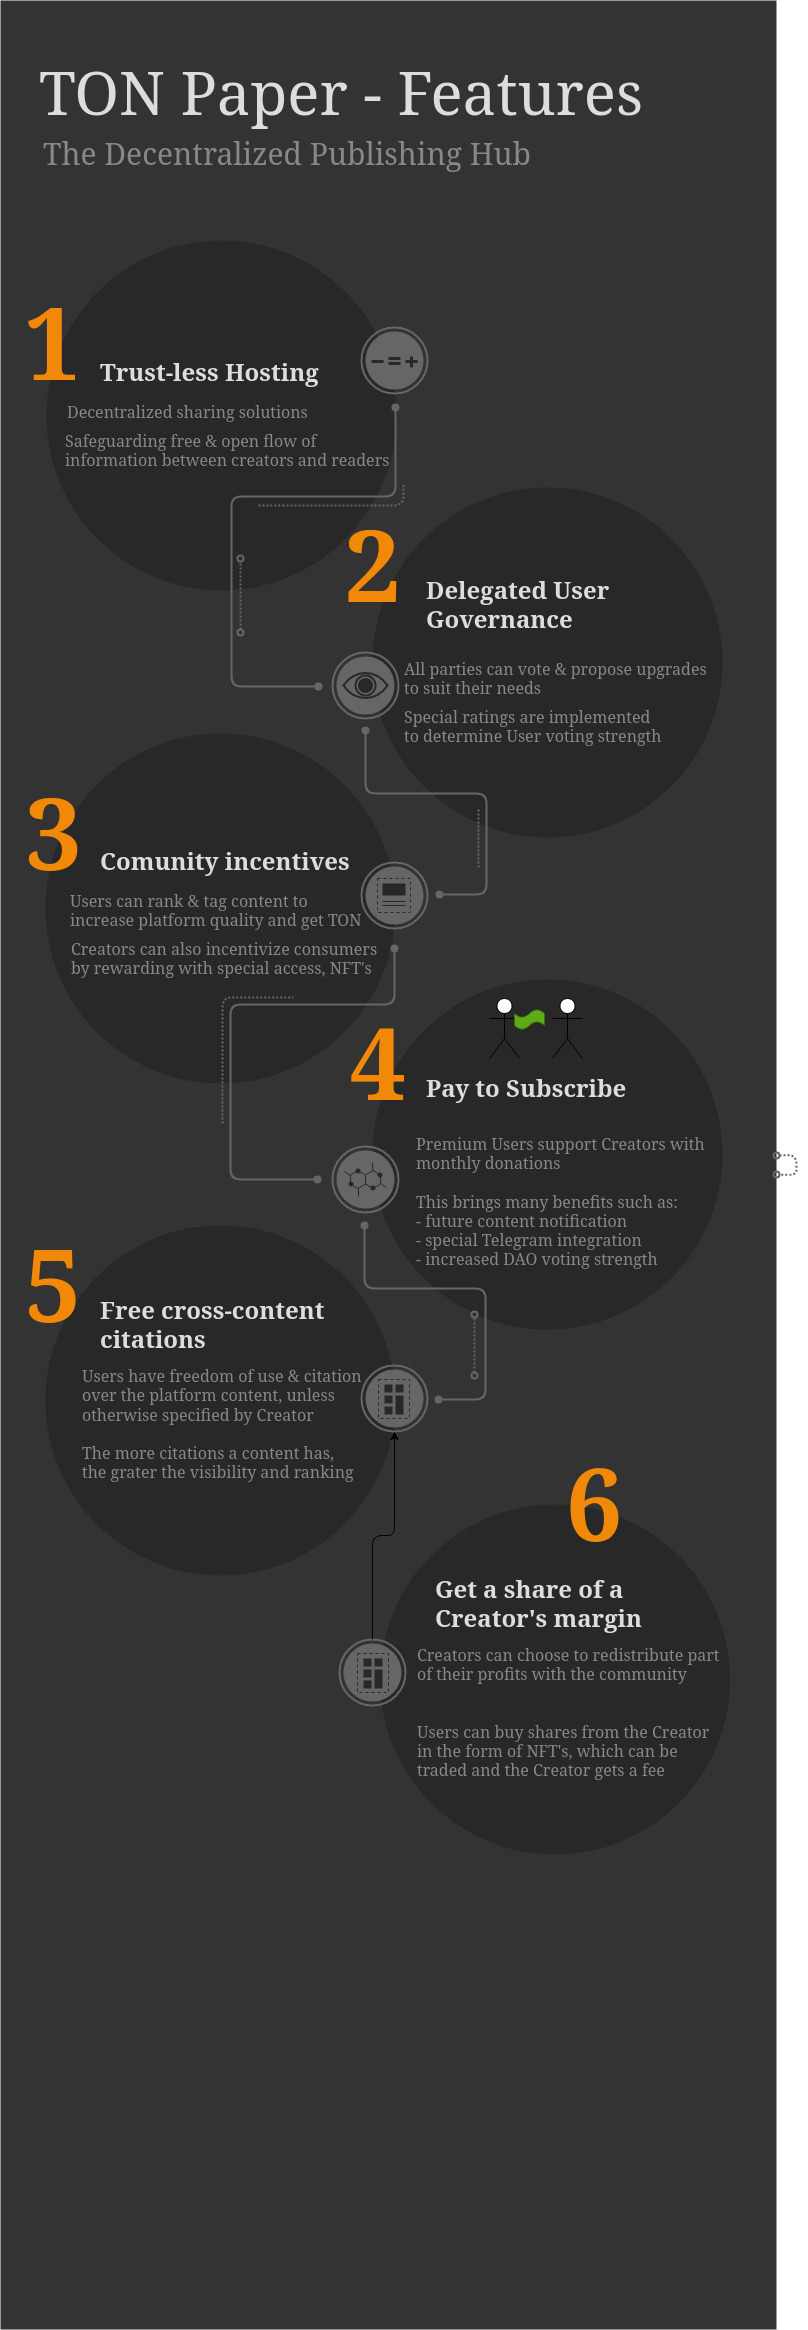 TON Paper - Features
The Decentralized Publishing Hub
1
Trust-less Hosting
Decentralized sharing solutions
Safeguarding free & open flow of
information between creators and readers
2
Delegated User
Governance
All parties can vote & propose upgrades
to suit their needs
Special ratings are implemented
to determine User voting strength
3
Comunity incentives
Users can rank & tag content to
increase platform quality and get TON
Creators can also incentivize consumers
by rewarding with special access, NFT's
4
Pay to Subscribe
Premium Users support Creators with
monthly donations
This brings many benefits such as:
- future content notification
- special Telegram integration
- increased DAO voting strength
5
Free cross-content
citations
Users have freedom of use & citation
over the platform content, unless
otherwise specified by Creator
The more citations a content has,
the grater the visibility and ranking
6
Get a share of a
Creator's margin
Creators can choose to redistribute part
of their profits with the community
Users can buy shares from the Creator
in the form of NFT's, which can be
traded and the Creator gets a fee